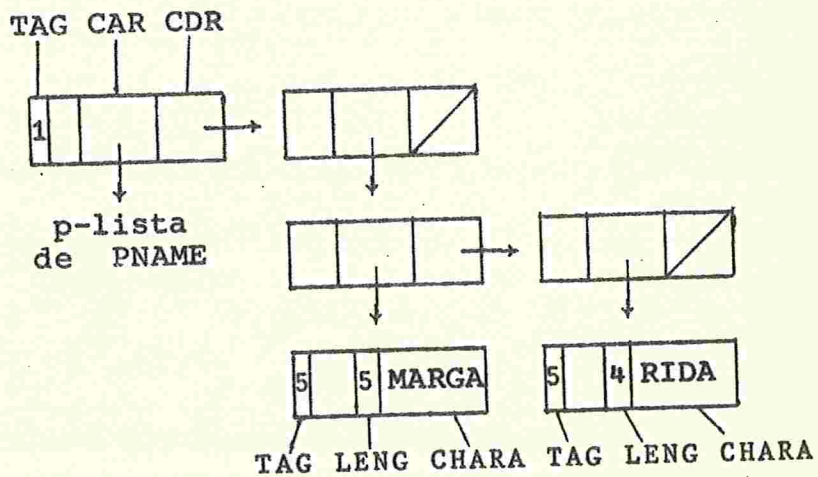 TAG CAR CDR
1
p-lista
de PNAME
5 5 MARGA 5 4 RIDA
TAG LENG CHARA TAG LENG CHARA